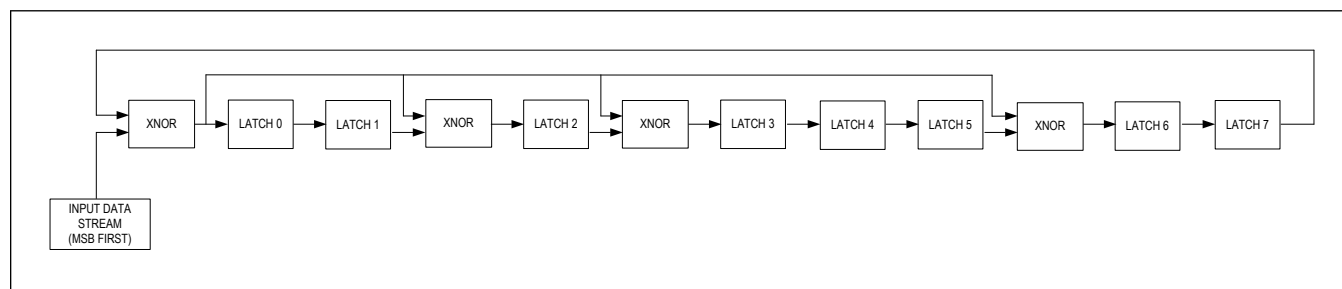 XNOR
LATCH 0
LATCH 1
XNOR
LATCH 2
XNOR
LATCH 3
LATCH 4
LATCH 5
XNOR
LATCH 6
LATCH 7
INPUT DATA
STREAM
(MSB FIRST)